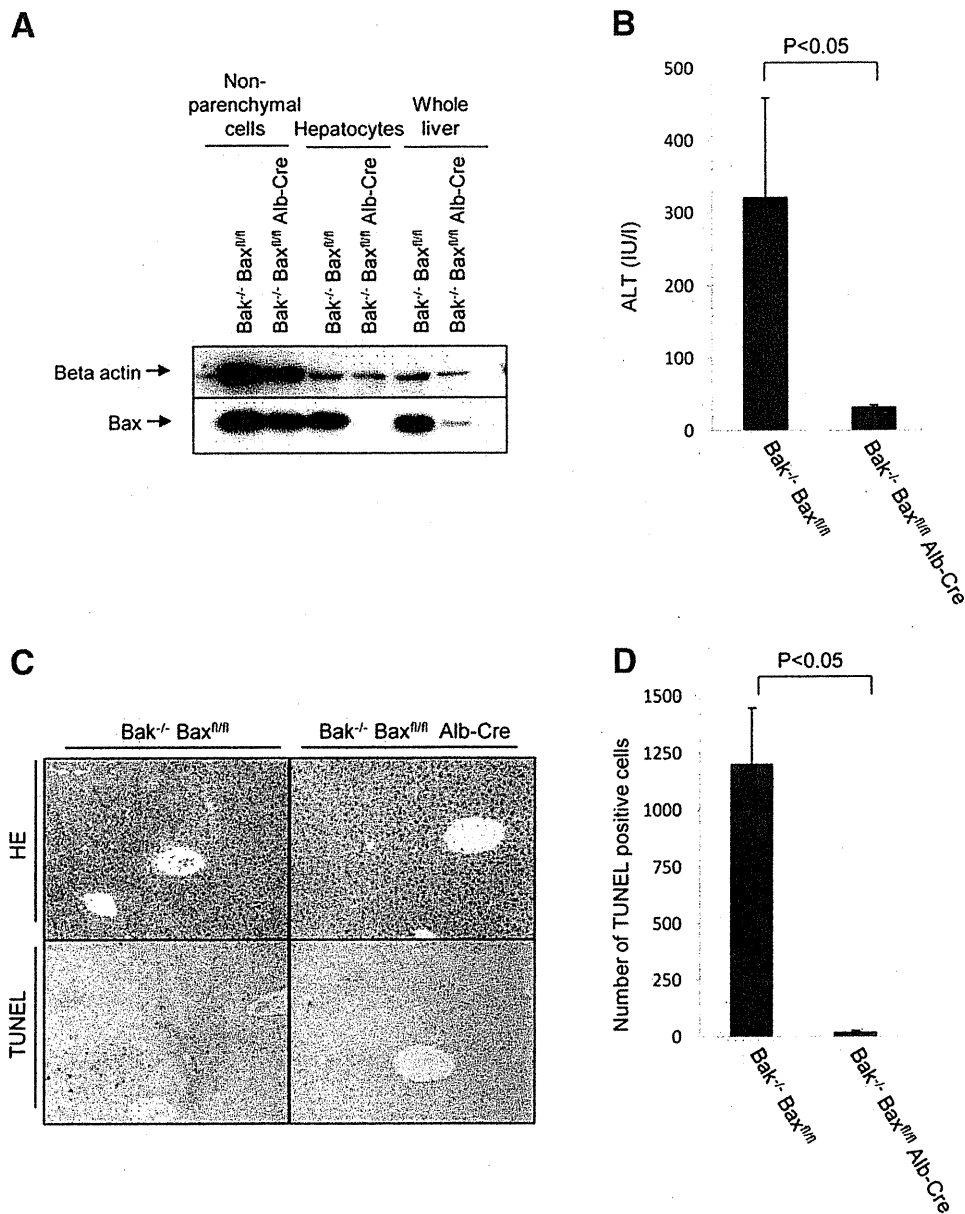 A
Non-
parenchymal
cells
Hepatocytes
Whole
liver
Bak-/- Baxfl/fl
Bak-/- Baxfl/fl Alb-Cre
Bak-/- Baxfl/fl
Bak-/- Baxfl/fl Alb-Cre
Bak-/- Baxfl/fl
Bak-/- Baxfl/fl Alb-Cre
Beta actin
Bax
B
P<0.05
500
400
300
200
100
0
ALT (IU/l)
Bak-/- Baxfl/fl
Bak-/- Baxfl/fl Alb-Cre
C
Bak-/- Baxfl/fl
Bak-/- Baxfl/fl Alb-Cre
HE
TUNEL
D
P<0.05
1500
1250
1000
750
500
250
0
Number of TUNEL positive cells
Bak-/- Baxfl/fl
Bak-/- Baxfl/fl Alb-Cre